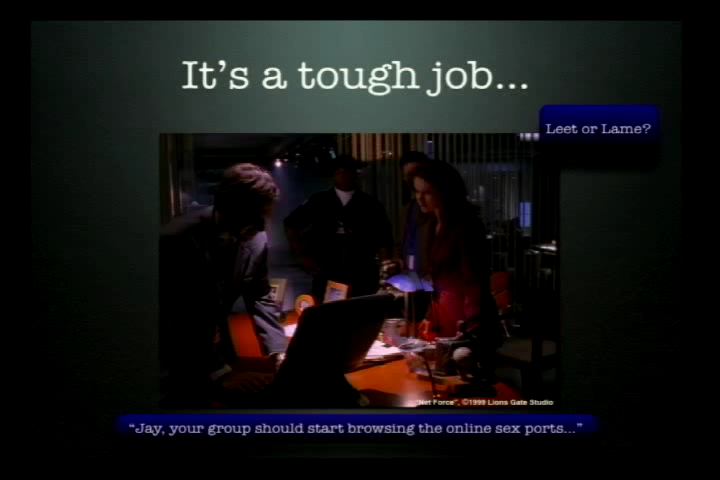 It's a tough job...
Leet or Lame?
"Net Force", ©1999 Lions Gate Studio
"Jay, your group should start browsing the online sex ports..."